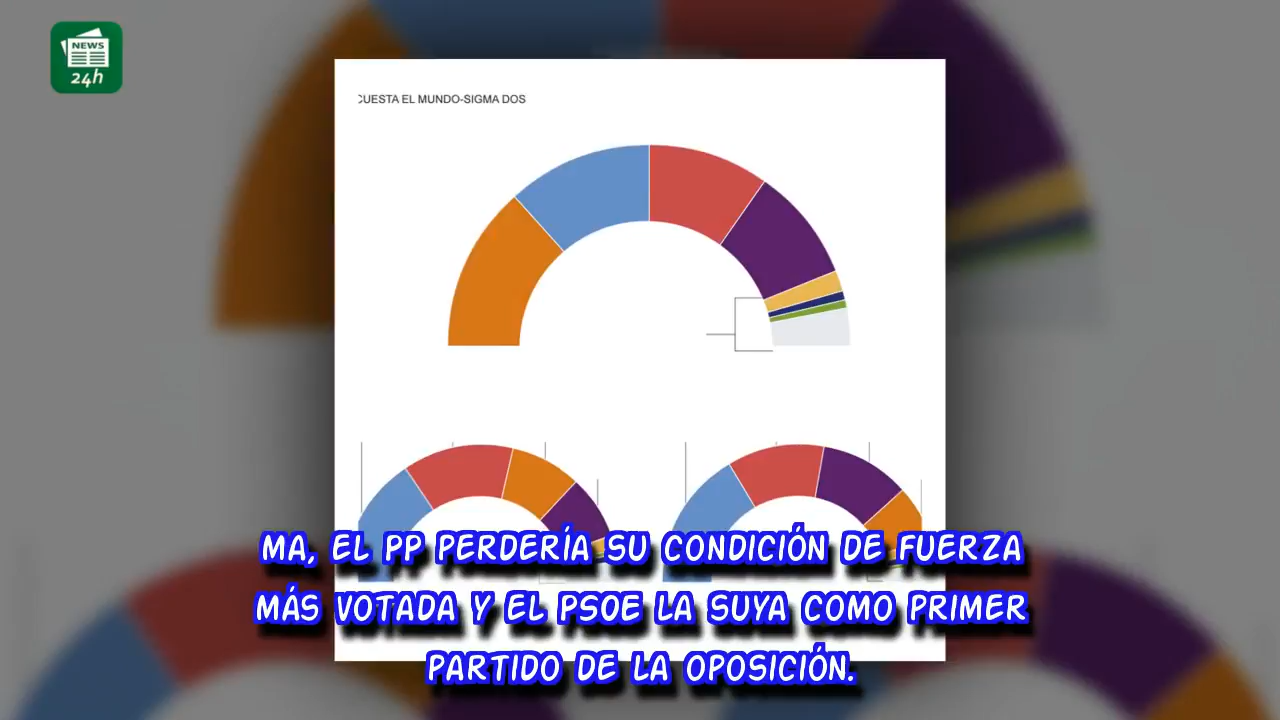 NEWS
24h
CUESTA EL MUNDO-SIGMA DOS
MA, EL PP PERDERÍA SU CONDICIÓN DE FUERZA
MÁS VOTADA Y EL PSOE LA SUYA COMO PRIMER
PARTIDO DE LA OPOSICIÓN.